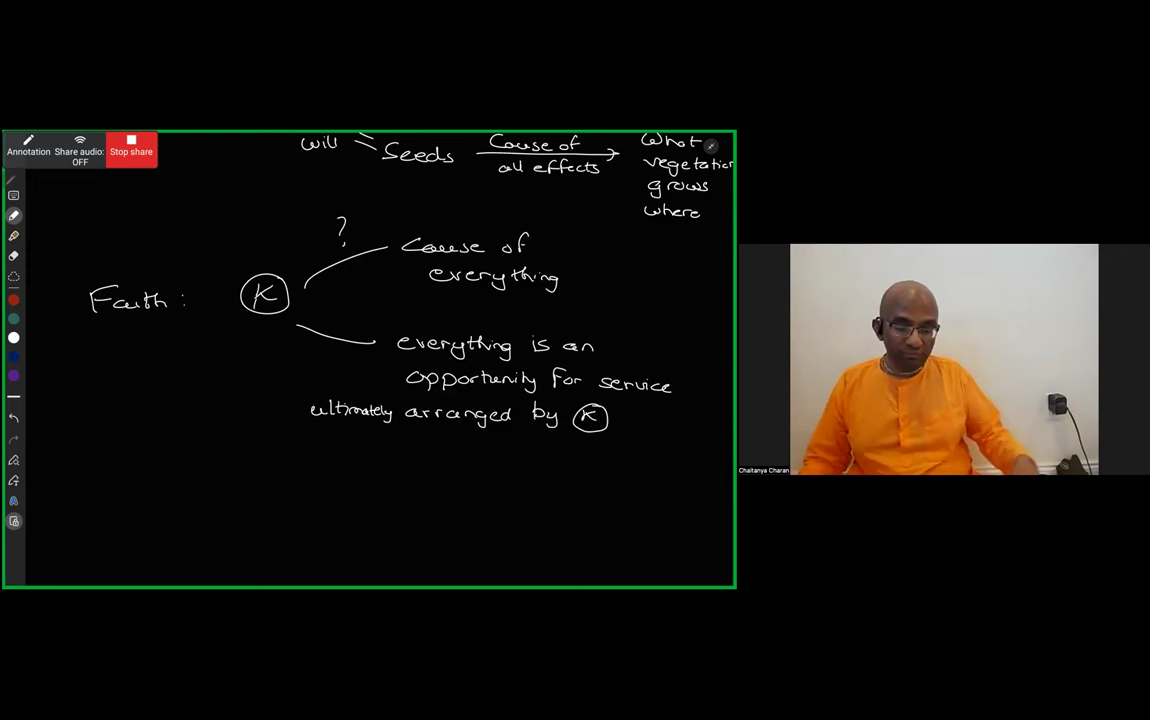 Annotation
Share audio:
OFF
Stop share
will
Seeds
Cause of
all effects
What
vegetation
grows
where
?
Cause of
everything
Faith :
K
everything is an
opportunity for service
ultimately arranged by K
Chaitanya Charan